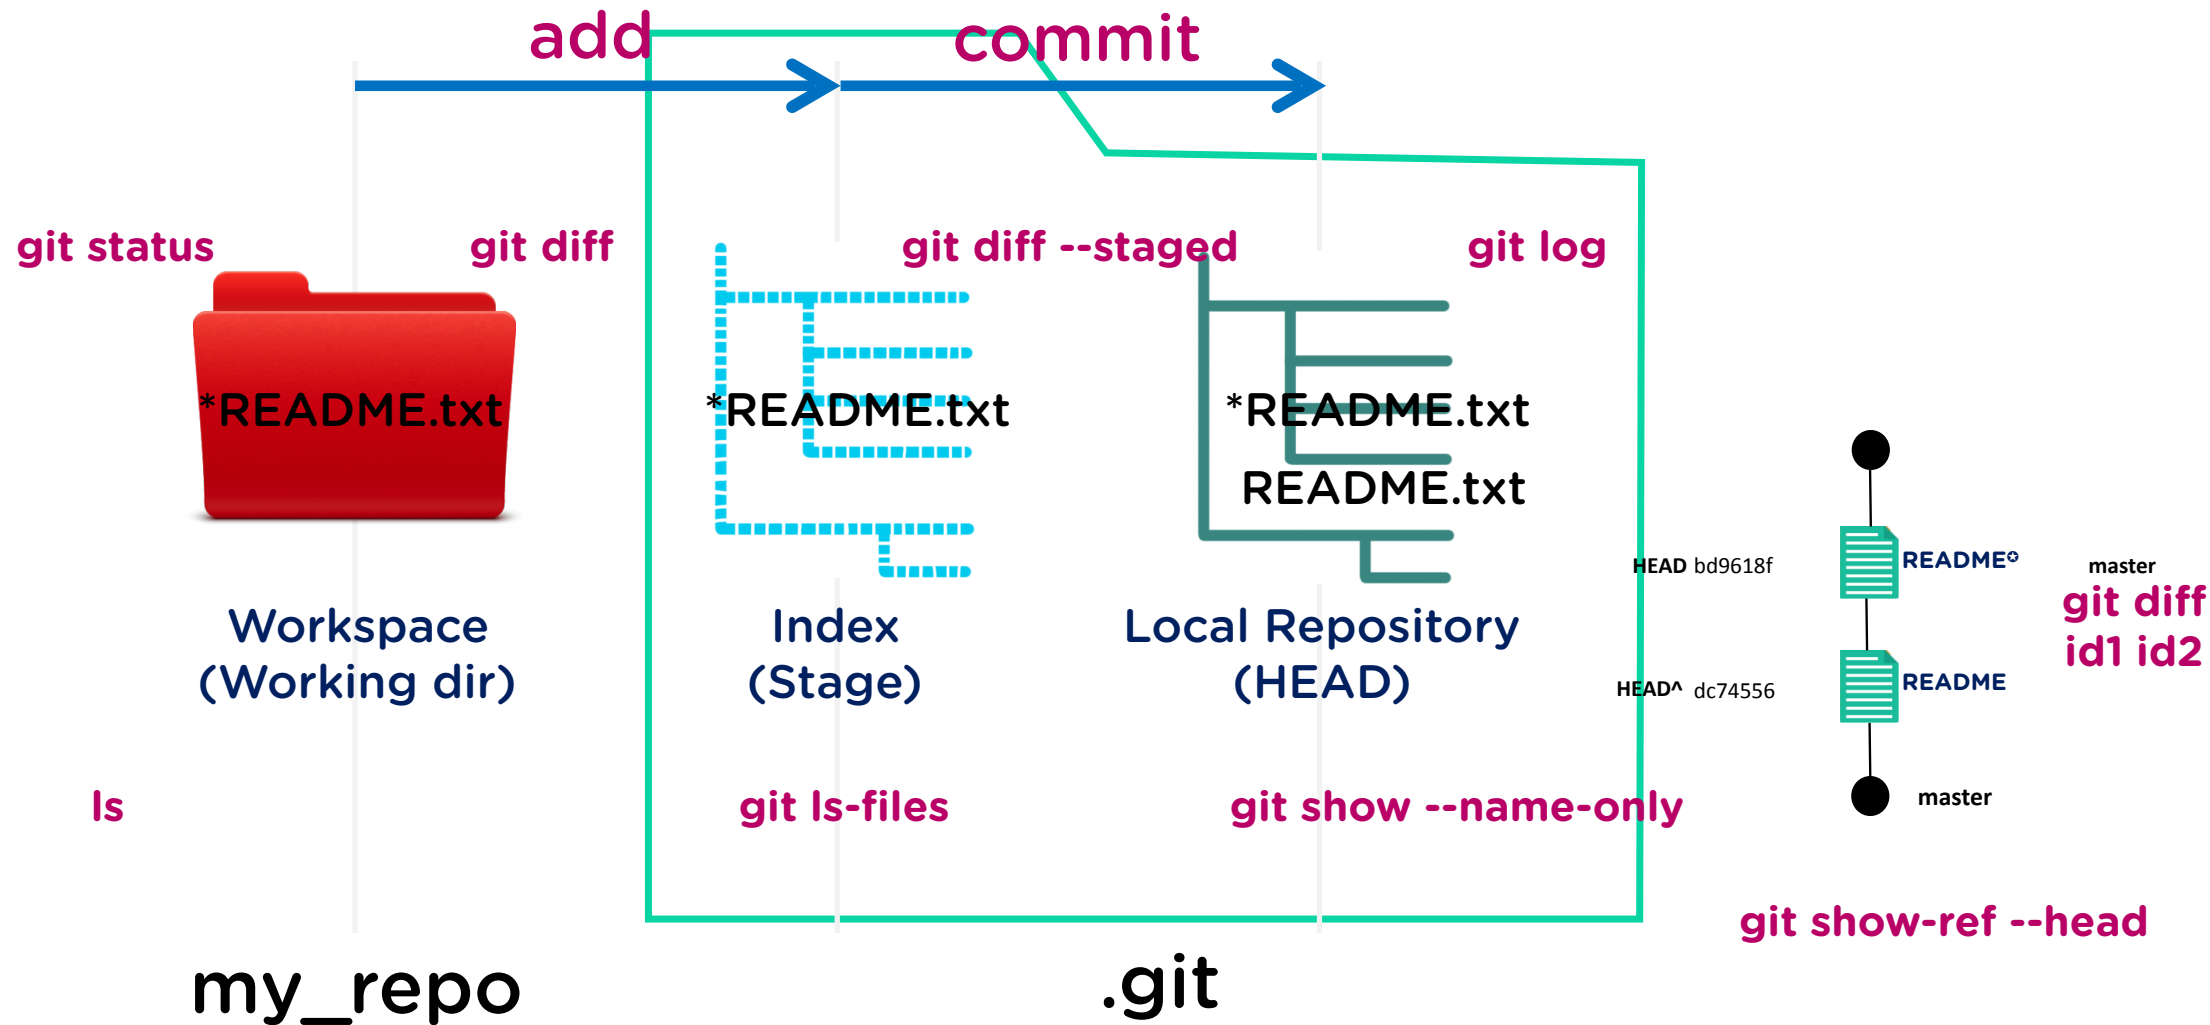 add
commit
git status
git diff
git diff --staged
git log
*README.txt
*README.txt
*README.txt
README.txt
Workspace
(Working dir)
Index
(Stage)
Local Repository
(HEAD)
HEAD bd9618f
README✪
master
git diff
id1 id2
HEAD^ dc74556
README
master
ls
git ls-files
git show --name-only
git show-ref --head
my_repo
.git